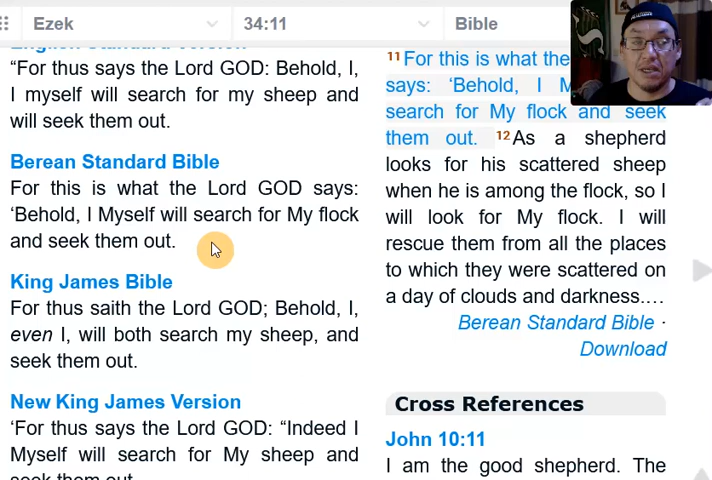 Ezek
34:11
Bible
English Standard Version
“For thus says the Lord GOD: Behold, I,
I myself will search for my sheep and
will seek them out.
Berean Standard Bible
For this is what the Lord GOD says:
‘Behold, I Myself will search for My flock
and seek them out.
King James Bible
For thus saith the Lord GOD; Behold, I,
even I, will both search my sheep, and
seek them out.
New King James Version
‘For thus says the Lord GOD: “Indeed I
Myself will search for My sheep and
seek them out.
11 For this is what the
says: ‘Behold, I
search for My flock and seek
them out. 12 As a shepherd
looks for his scattered sheep
when he is among the flock, so I
will look for My flock. I will
rescue them from all the places
to which they were scattered on
a day of clouds and darkness.…
Berean Standard Bible ·
Download
Cross References
John 10:11
I am the good shepherd. The